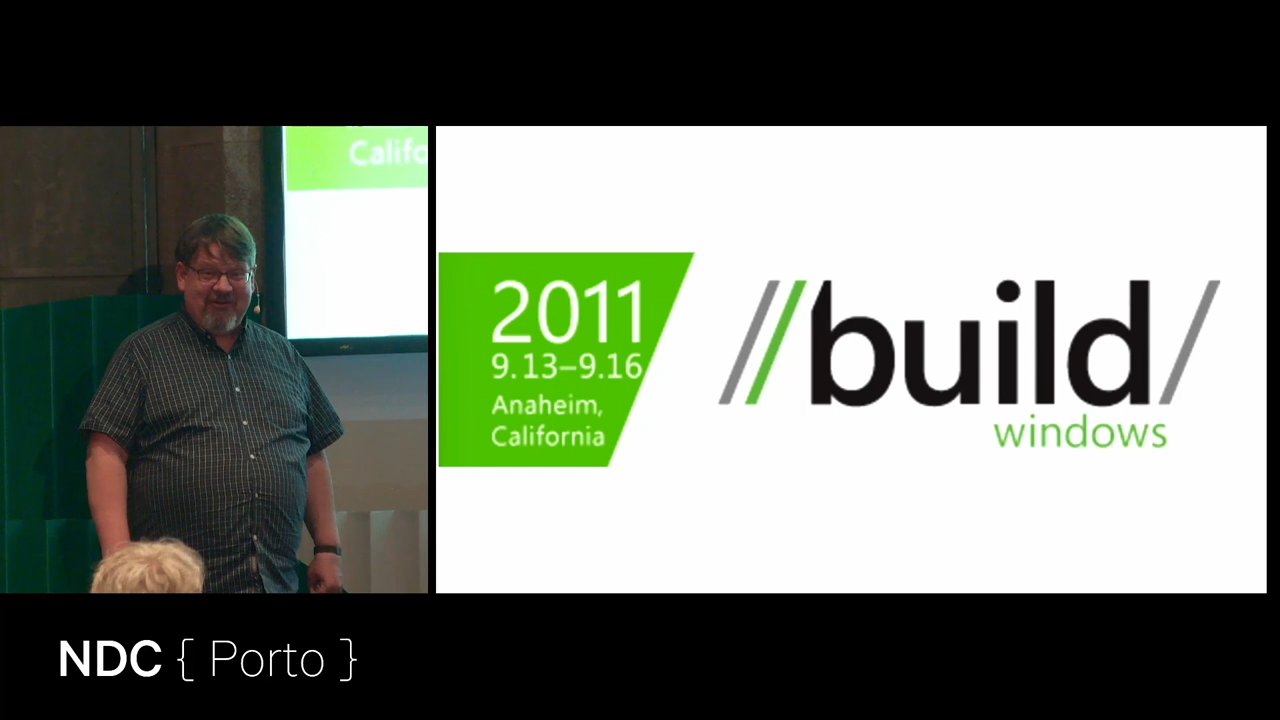 Califo
2011
9.13–9.16
Anaheim,
California
//build/
windows
NDC { Porto }